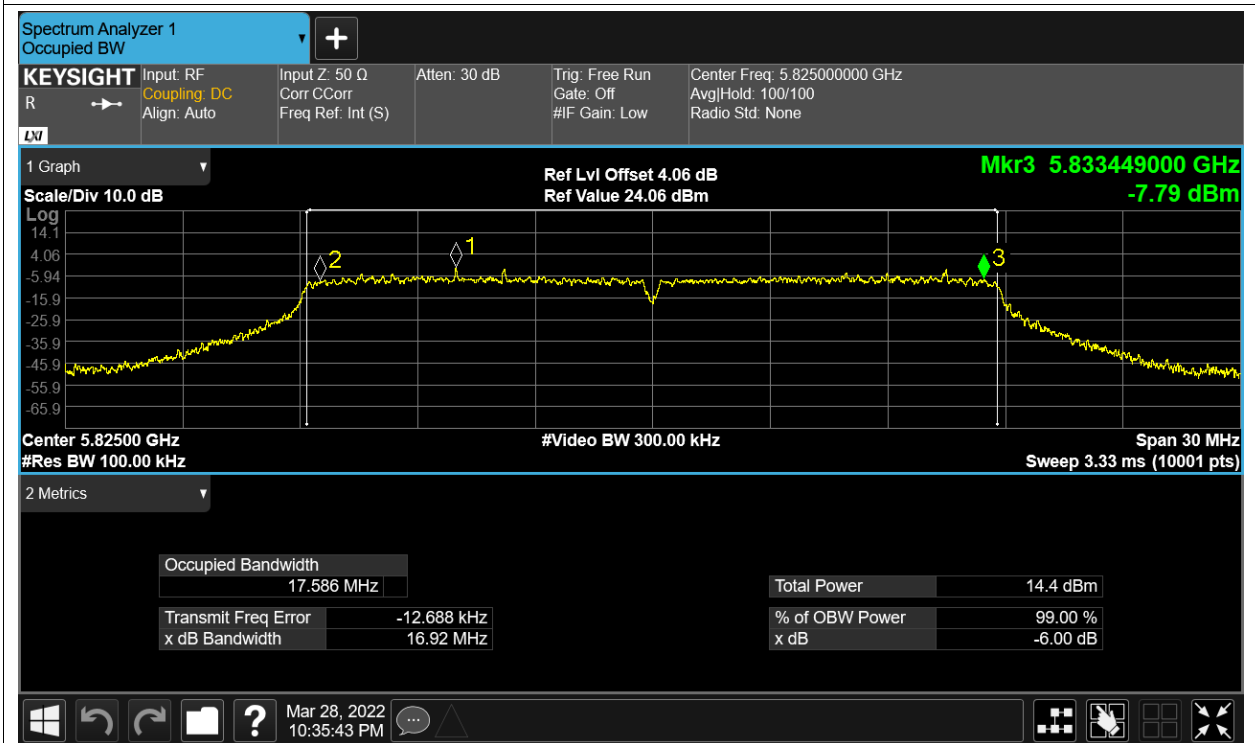 Spectrum Analyzer 1
Occupied BW
KEYSIGHT
R
LXI
Input: RF
Coupling: DC
Align: Auto
Input Z: 50 Ω
Corr CCorr
Freq Ref: Int (S)
Atten: 30 dB
Trig: Free Run
Gate: Off
#IF Gain: Low
Center Freq: 5.825000000 GHz
Avg|Hold: 100/100
Radio Std: None
1 Graph
Scale/Div 10.0 dB
Ref Lvl Offset 4.06 dB
Ref Value 24.06 dBm
Mkr3 5.833449000 GHz
-7.79 dBm
Log
14.1
4.06
-5.94
-15.9
-25.9
-35.9
-45.9
-55.9
-65.9
2
1
3
Center 5.82500 GHz
#Res BW 100.00 kHz
#Video BW 300.00 kHz
Span 30 MHz
Sweep 3.33 ms (10001 pts)
2 Metrics
Occupied Bandwidth
17.586 MHz
Transmit Freq Error -12.688 kHz
x dB Bandwidth 16.92 MHz
Total Power 14.4 dBm
% of OBW Power 99.00 %
x dB -6.00 dB
?
Mar 28, 2022
10:35:43 PM